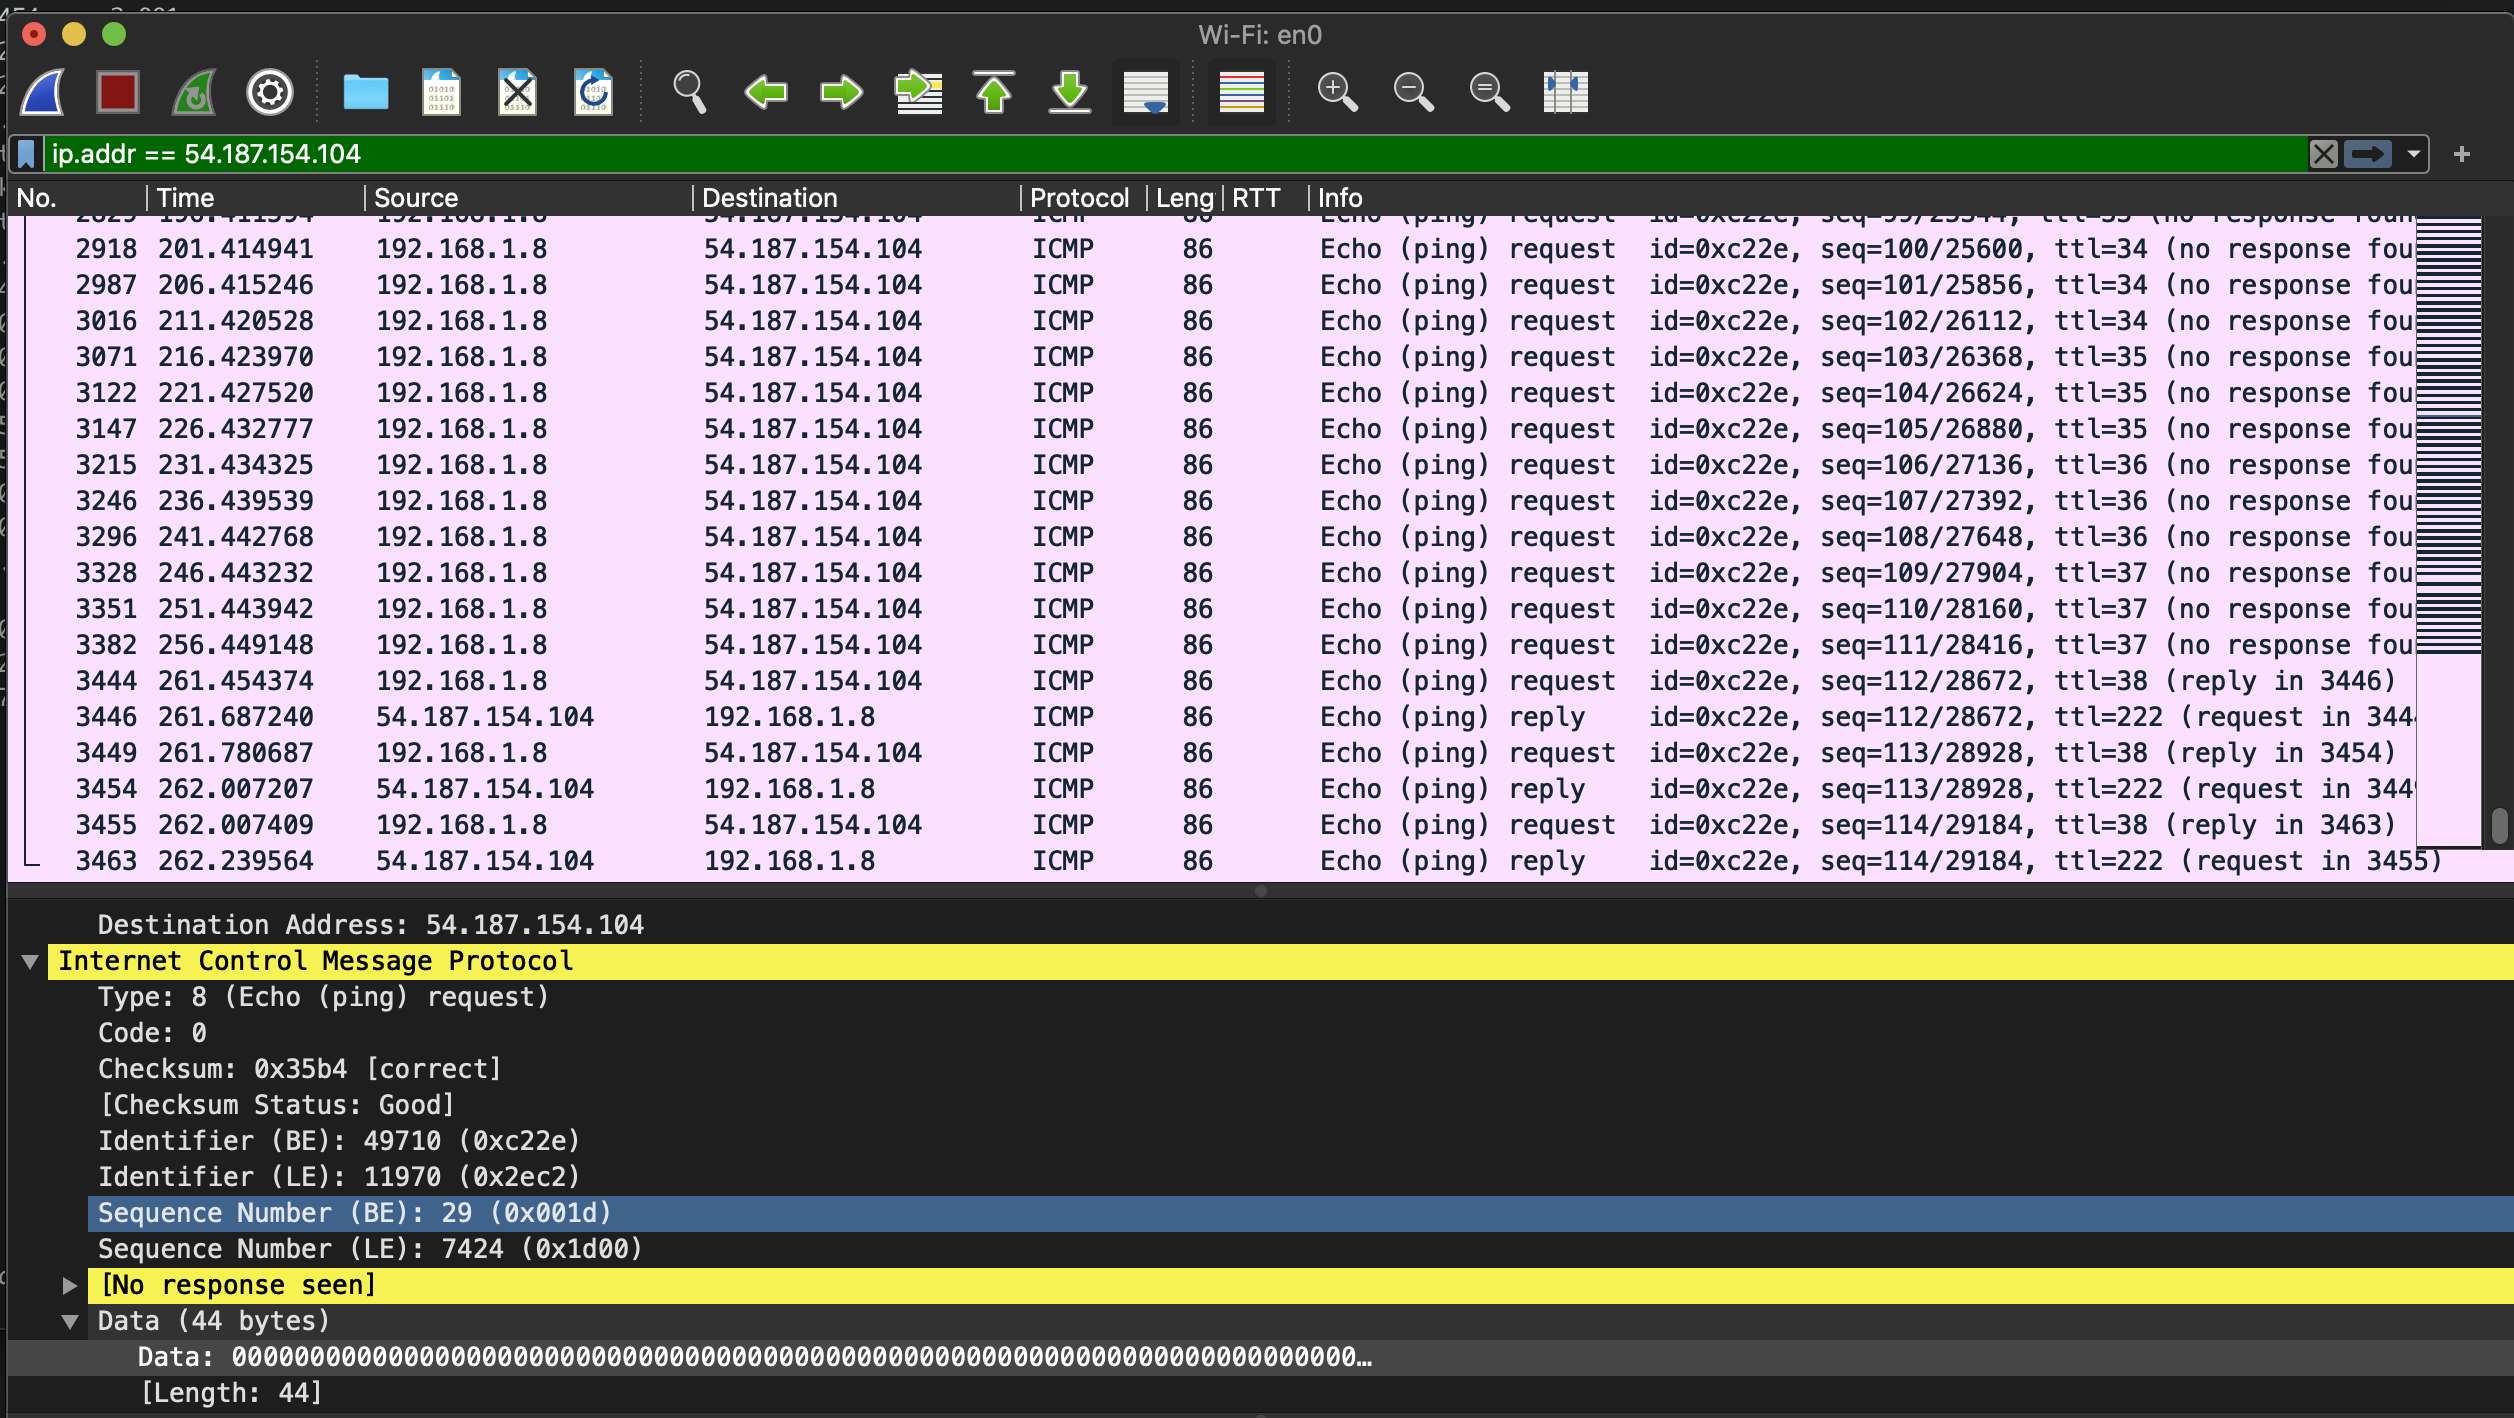 Wi-Fi: en0
ip.addr == 54.187.154.104
No. Time Source Destination Protocol Leng RTT Info
2918 201.414941 192.168.1.8 54.187.154.104 ICMP 86 Echo (ping) request id=0xc22e, seq=100/25600, ttl=34 (no response fou
2987 206.415246 192.168.1.8 54.187.154.104 ICMP 86 Echo (ping) request id=0xc22e, seq=101/25856, ttl=34 (no response fou
3016 211.420528 192.168.1.8 54.187.154.104 ICMP 86 Echo (ping) request id=0xc22e, seq=102/26112, ttl=34 (no response fou
3071 216.423970 192.168.1.8 54.187.154.104 ICMP 86 Echo (ping) request id=0xc22e, seq=103/26368, ttl=35 (no response fou
3122 221.427520 192.168.1.8 54.187.154.104 ICMP 86 Echo (ping) request id=0xc22e, seq=104/26624, ttl=35 (no response fou
3147 226.432777 192.168.1.8 54.187.154.104 ICMP 86 Echo (ping) request id=0xc22e, seq=105/26880, ttl=35 (no response fou
3215 231.434325 192.168.1.8 54.187.154.104 ICMP 86 Echo (ping) request id=0xc22e, seq=106/27136, ttl=36 (no response fou
3246 236.439539 192.168.1.8 54.187.154.104 ICMP 86 Echo (ping) request id=0xc22e, seq=107/27392, ttl=36 (no response fou
3296 241.442768 192.168.1.8 54.187.154.104 ICMP 86 Echo (ping) request id=0xc22e, seq=108/27648, ttl=36 (no response fou
3328 246.443232 192.168.1.8 54.187.154.104 ICMP 86 Echo (ping) request id=0xc22e, seq=109/27904, ttl=37 (no response fou
3351 251.443942 192.168.1.8 54.187.154.104 ICMP 86 Echo (ping) request id=0xc22e, seq=110/28160, ttl=37 (no response fou
3382 256.449148 192.168.1.8 54.187.154.104 ICMP 86 Echo (ping) request id=0xc22e, seq=111/28416, ttl=37 (no response fou
3444 261.454374 192.168.1.8 54.187.154.104 ICMP 86 Echo (ping) request id=0xc22e, seq=112/28672, ttl=38 (reply in 3446)
3446 261.687240 54.187.154.104 192.168.1.8 ICMP 86 Echo (ping) reply id=0xc22e, seq=112/28672, ttl=222 (request in 344
3449 261.780687 192.168.1.8 54.187.154.104 ICMP 86 Echo (ping) request id=0xc22e, seq=113/28928, ttl=38 (reply in 3454)
3454 262.007207 54.187.154.104 192.168.1.8 ICMP 86 Echo (ping) reply id=0xc22e, seq=113/28928, ttl=222 (request in 344
3455 262.007409 192.168.1.8 54.187.154.104 ICMP 86 Echo (ping) request id=0xc22e, seq=114/29184, ttl=38 (reply in 3463)
3463 262.239564 54.187.154.104 192.168.1.8 ICMP 86 Echo (ping) reply id=0xc22e, seq=114/29184, ttl=222 (request in 3455)
Destination Address: 54.187.154.104
Internet Control Message Protocol
Type: 8 (Echo (ping) request)
Code: 0
Checksum: 0x35b4 [correct]
[Checksum Status: Good]
Identifier (BE): 49710 (0xc22e)
Identifier (LE): 11970 (0x2ec2)
Sequence Number (BE): 29 (0x001d)
Sequence Number (LE): 7424 (0x1d00)
[No response seen]
Data (44 bytes)
Data: 000000000000000000000000000000000000000000000000000000000000000000000000…
[Length: 44]